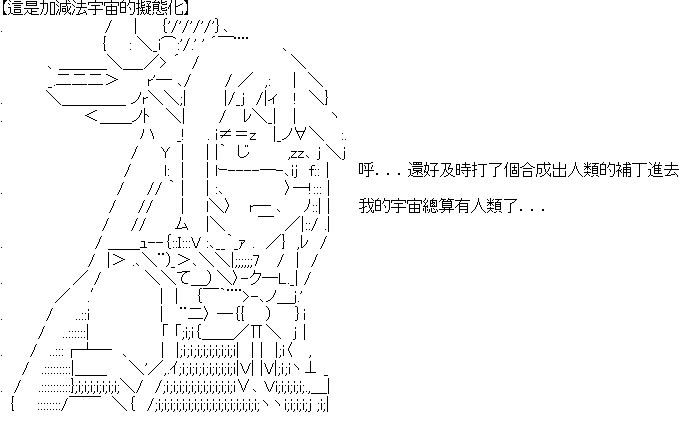 【這是加減法宇宙的擬態化】
呼...還好及時打了個合成出人類的補丁進去
我的宇宙總算有人類了...